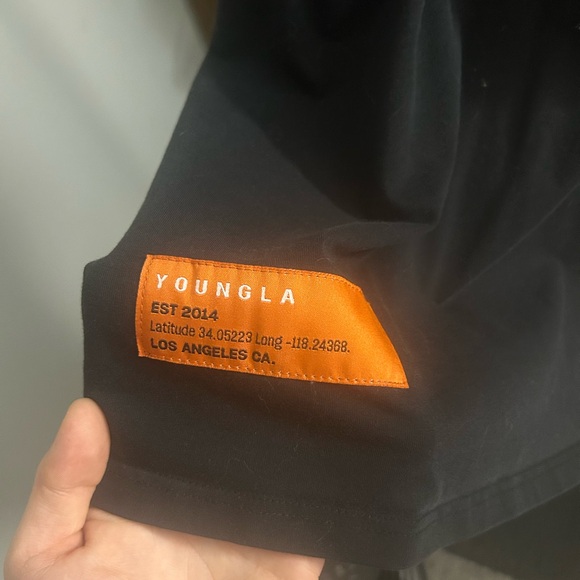 YOUNGLA
EST 2014
Latitude 34.05223 Long -118.24368.
LOS ANGELES CA.